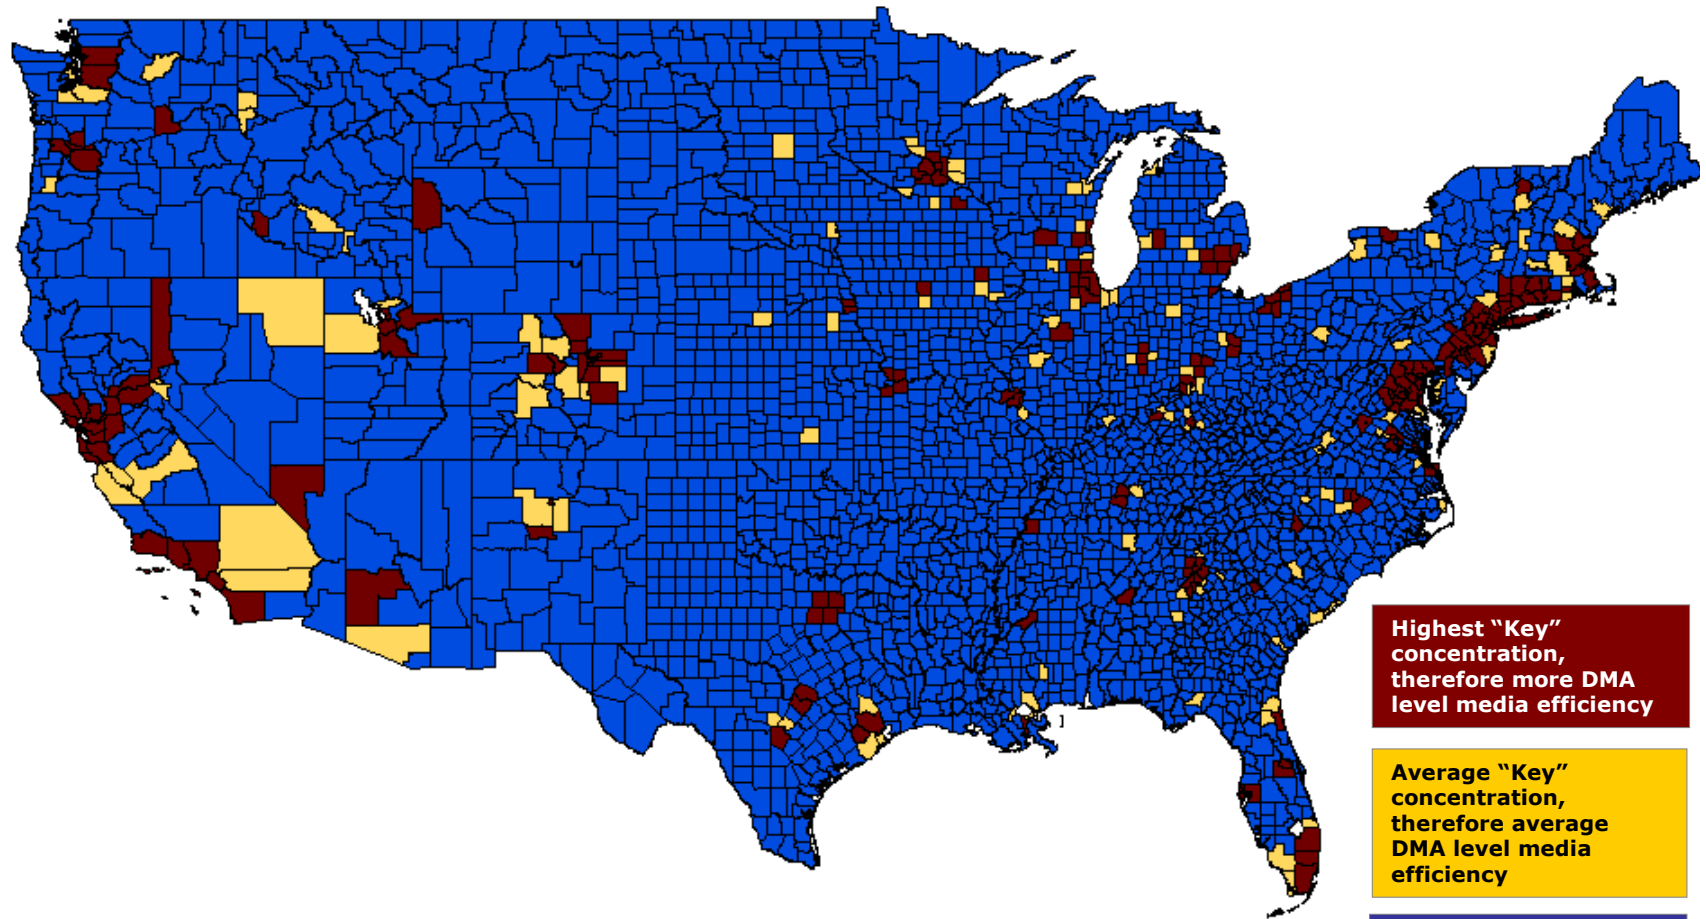 Highest “Key”
concentration,
therefore more DMA
level media efficiency
Average “Key”
concentration,
therefore average
DMA level media
efficiency